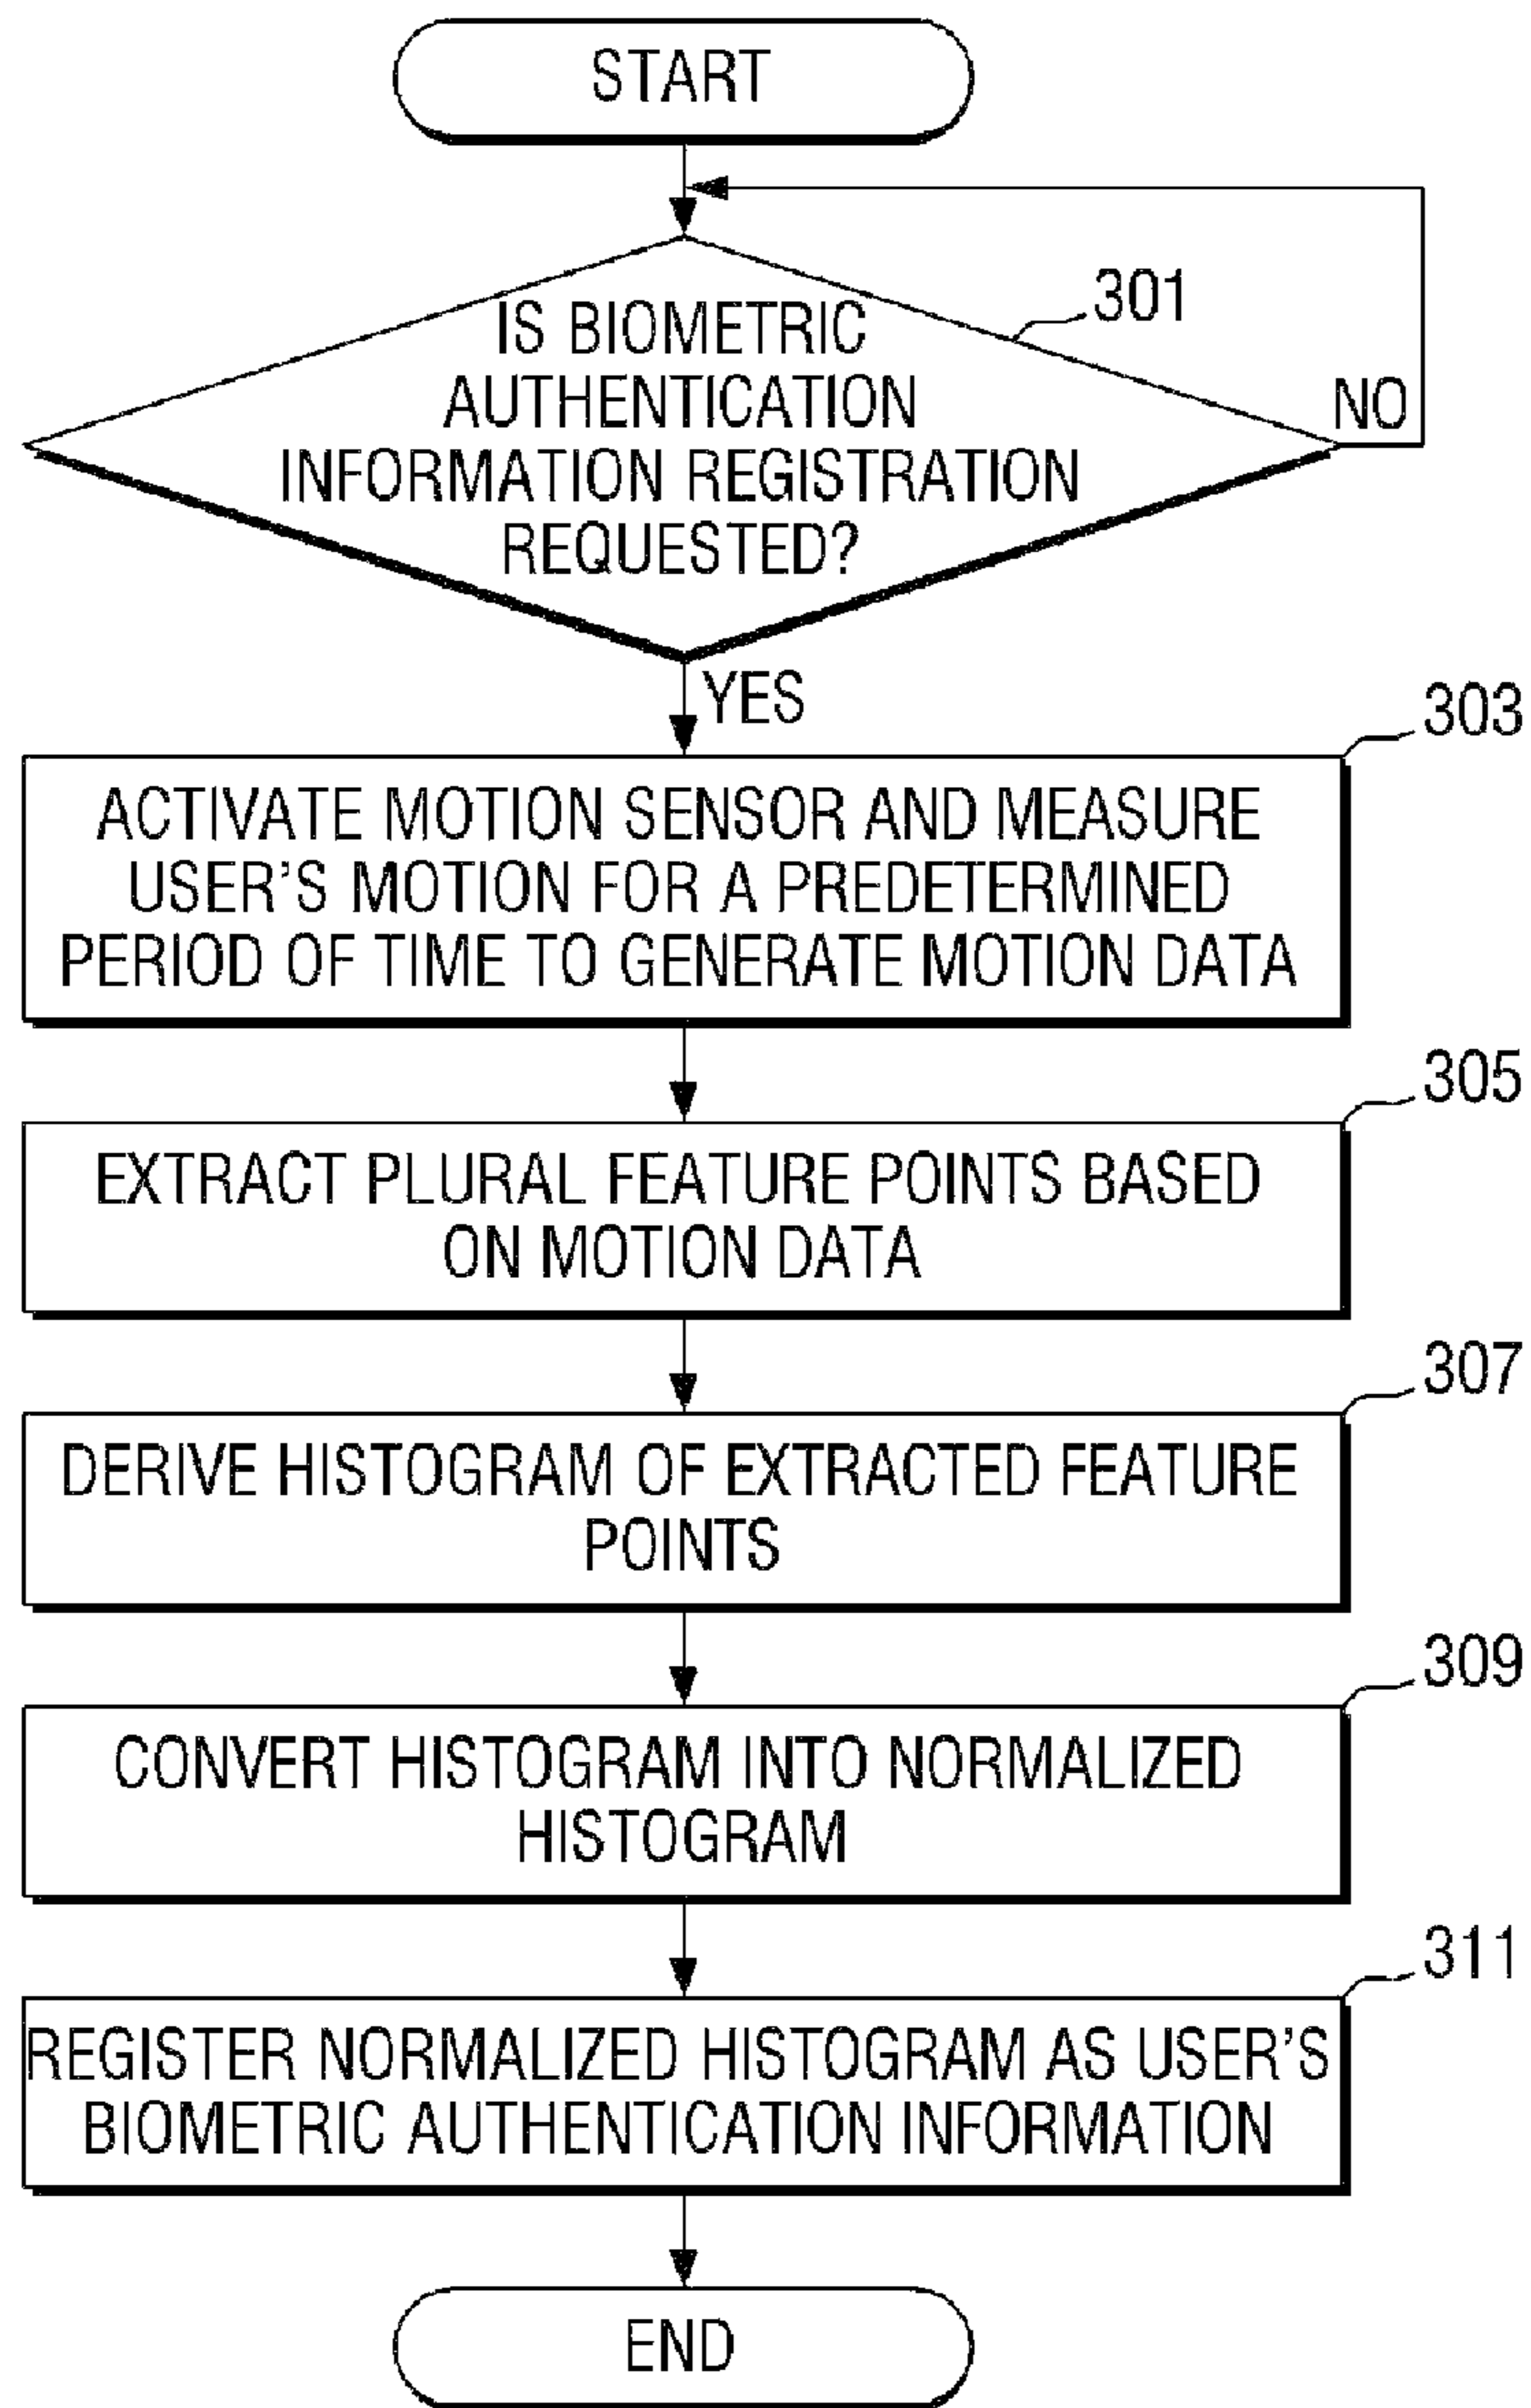 START
301
IS BIOMETRIC
AUTHENTICATION
INFORMATION REGISTRATION
REQUESTED?
NO
YES
303
ACTIVATE MOTION SENSOR AND MEASURE
USER'S MOTION FOR A PREDETERMINED
PERIOD OF TIME TO GENERATE MOTION DATA
305
EXTRACT PLURAL FEATURE POINTS BASED
ON MOTION DATA
307
DERIVE HISTOGRAM OF EXTRACTED FEATURE
POINTS
309
CONVERT HISTOGRAM INTO NORMALIZED
HISTOGRAM
311
REGISTER NORMALIZED HISTOGRAM AS USER'S
BIOMETRIC AUTHENTICATION INFORMATION
END